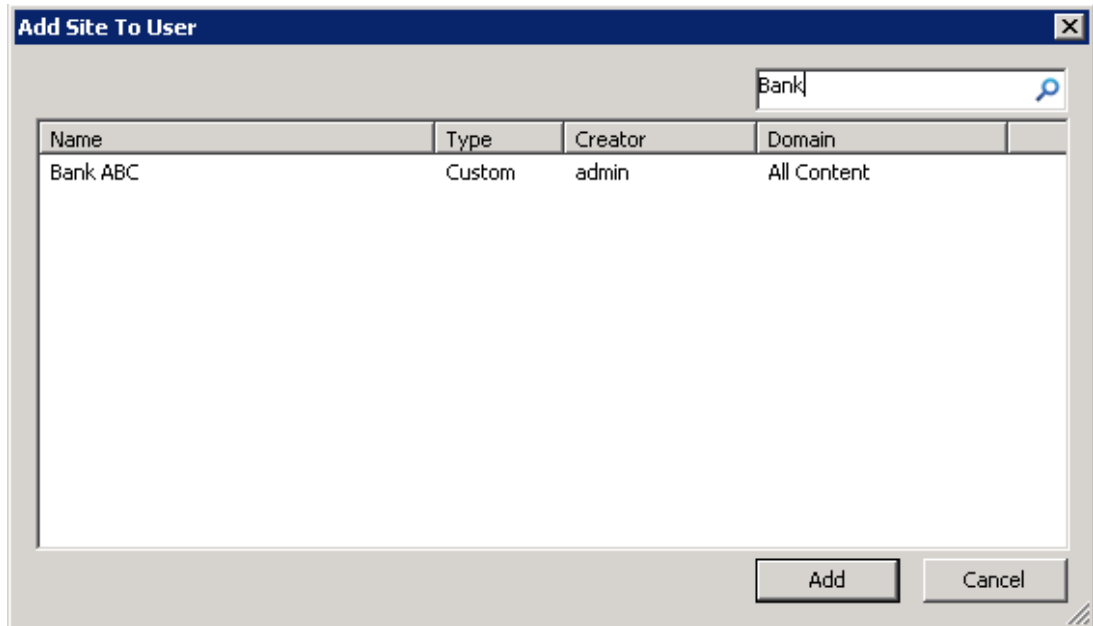 Add Site To User
Bank
Name Type Creator Domain
Bank ABC Custom admin All Content
Add Cancel